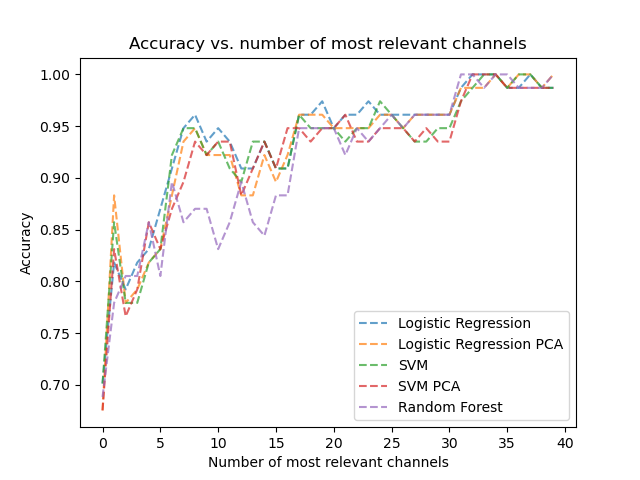 Accuracy vs. number of most relevant channels
1.00
0.95
0.90
0.85
0.80
0.75
0.70
Accuracy
Logistic Regression
Logistic Regression PCA
SVM
SVM PCA
Random Forest
0 5 10 15 20 25 30 35 40
Number of most relevant channels